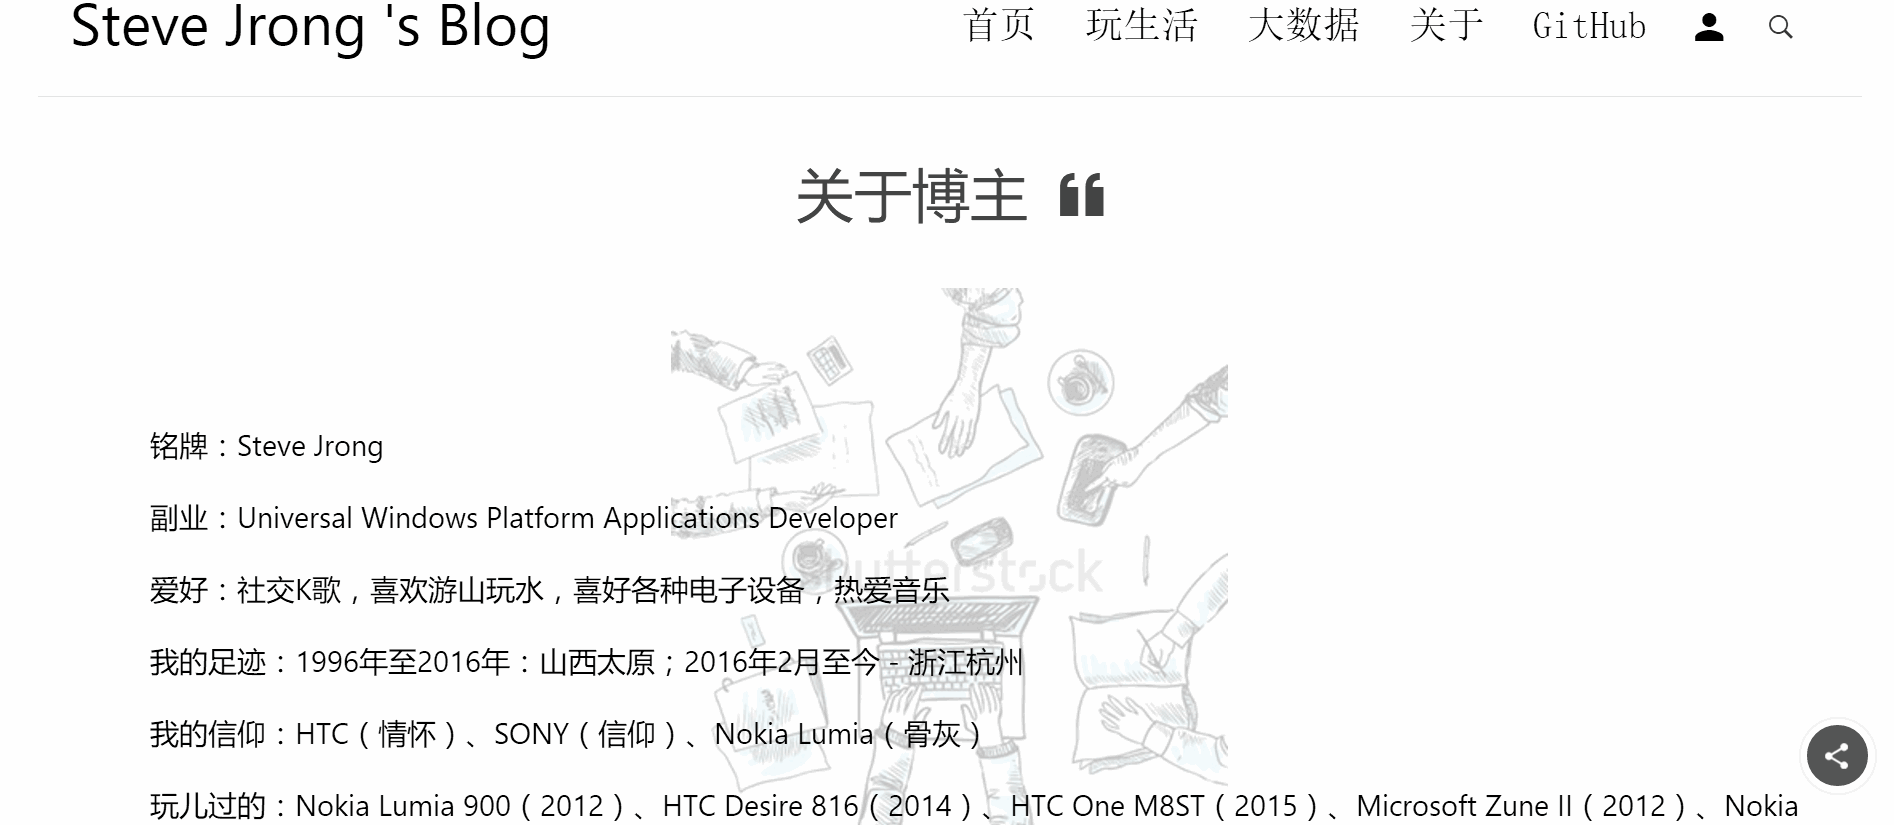 Steve Jrong 's Blog
首页 玩生活 大数据 关于 GitHub
关于博主 ❝
铭牌：Steve Jrong
副业：Universal Windows Platform Applications Developer
shutterstock
爱好：社交K歌，喜欢游山玩水，喜好各种电子设备，热爱音乐
我的足迹：1996年至2016年：山西太原；2016年2月至今 - 浙江杭州
我的信仰：HTC（情怀）、SONY（信仰）、Nokia Lumia（骨灰）
玩儿过的：Nokia Lumia 900（2012）、HTC Desire 816（2014）、HTC One M8ST（2015）、Microsoft Zune II（2012）、Nokia